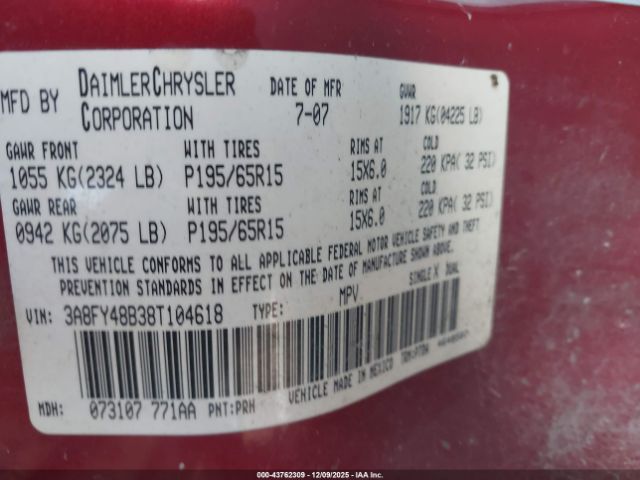 MFD BY DAIMLERCHRYSLER CORPORATION DATE OF MFR 7-07 GVWR 1917 KG(04225 LB)
GAWR FRONT WITH TIRES RIMS AT COLD
1055 KG(2324 LB) P195/65R15 15X6.0 220 KPA( 32 PSI)
GAWR REAR WITH TIRES RIMS AT COLD
0942 KG(2075 LB) P195/65R15 15X6.0 220 KPA( 32 PSI)
THIS VEHICLE CONFORMS TO ALL APPLICABLE FEDERAL MOTOR VEHICLE SAFETY AND THEFT
PREVENTION STANDARDS IN EFFECT ON THE DATE OF MANUFACTURE SHOWN ABOVE.
VIN: 3A8FY48B38T104618 TYPE: MPV SINGLE X DUAL
VEHICLE MADE IN MEXICO
MDH: 073107 771AA PNT:PRH
000-43762309 - 12/09/2025 - IAA, Inc.